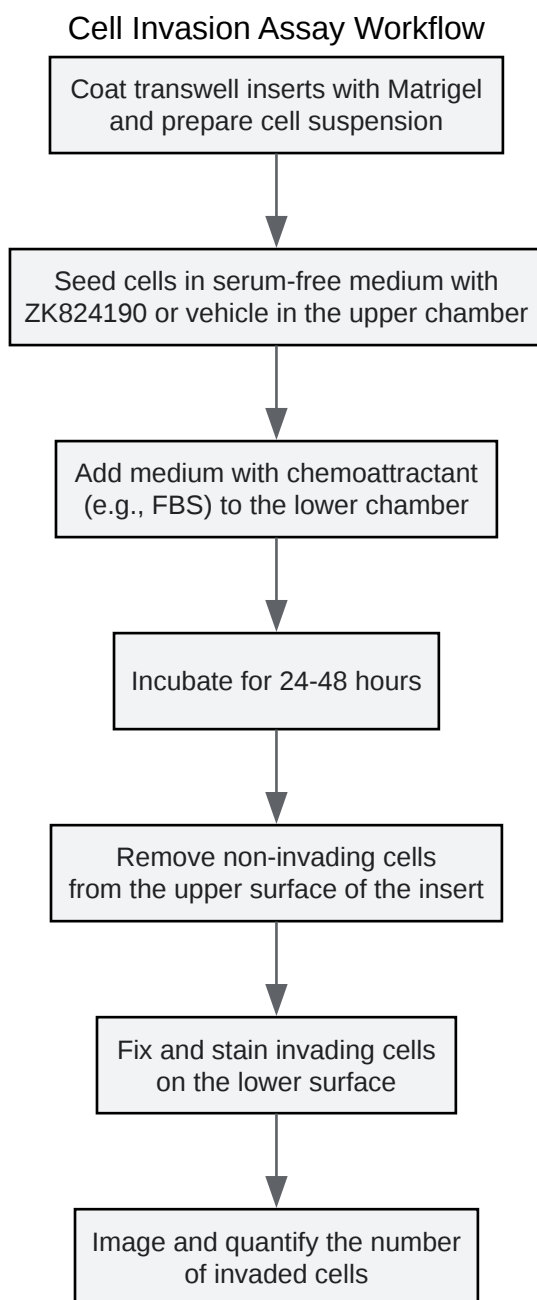 Cell Invasion Assay Workflow
Coat transwell inserts with Matrigel
and prepare cell suspension
Seed cells in serum-free medium with
ZK824190 or vehicle in the upper chamber
Add medium with chemoattractant
(e.g., FBS) to the lower chamber
Incubate for 24-48 hours
Remove non-invading cells
from the upper surface of the insert
Fix and stain invading cells
on the lower surface
Image and quantify the number
of invaded cells